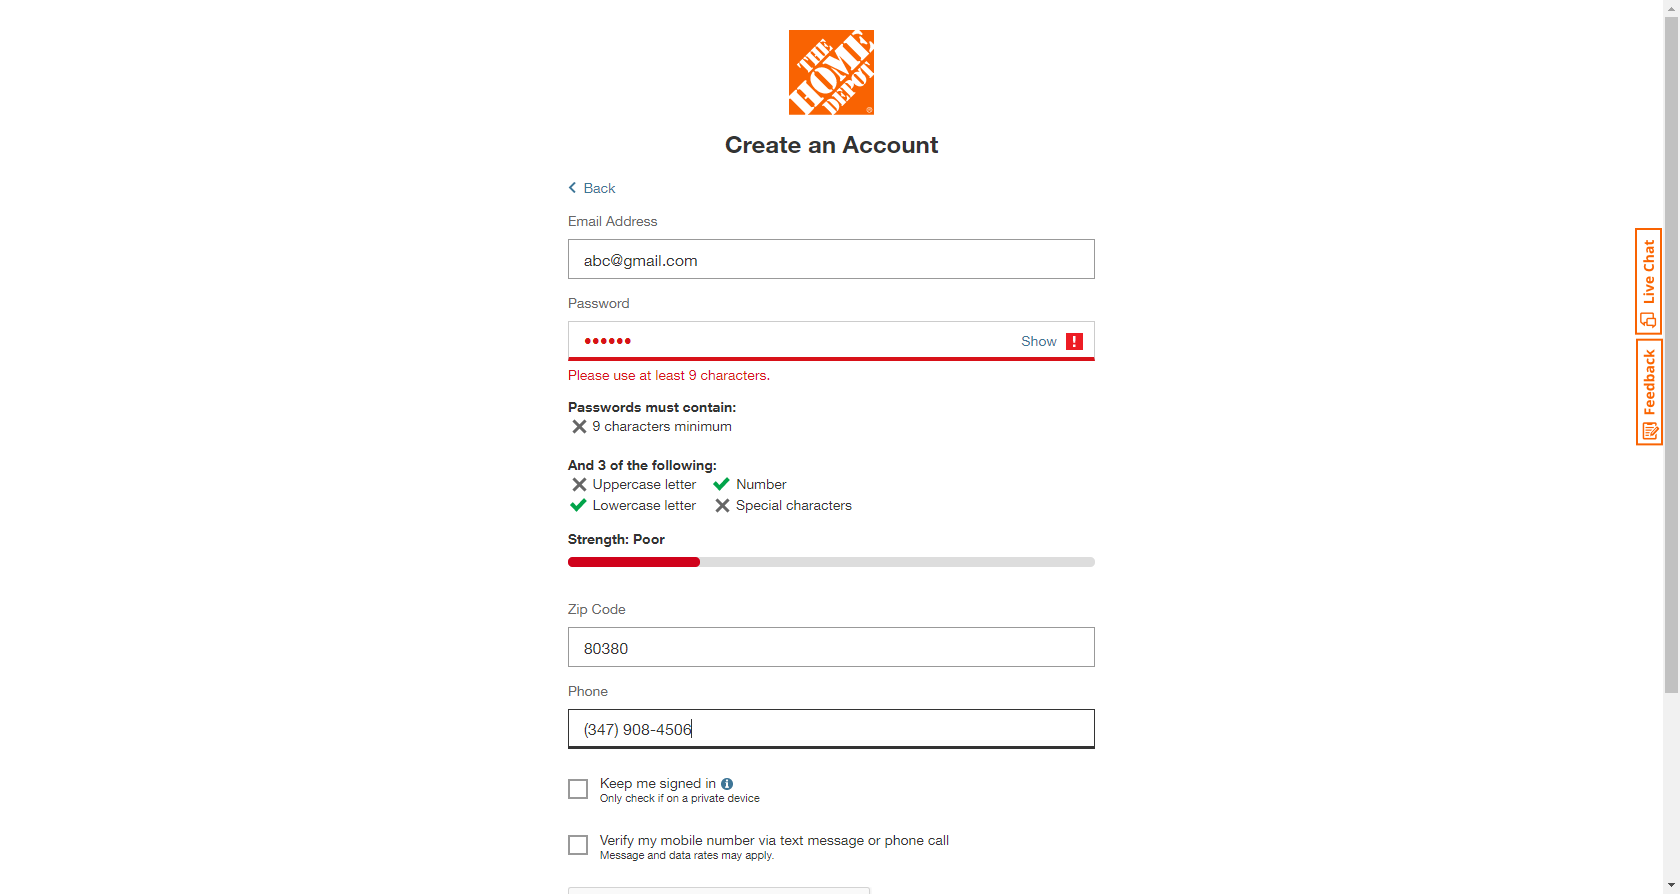 THE
HOME
DEPOT
Create an Account
Back
Email Address
abc@gmail.com
Password
Show
Please use at least 9 characters.
Passwords must contain:
9 characters minimum
And 3 of the following:
Uppercase letter Number
Lowercase letter Special characters
Strength: Poor
Zip Code
80380
Phone
(347) 908-4506
Keep me signed in
Only check if on a private device
Verify my mobile number via text message or phone call
Message and data rates may apply.
Live Chat
Feedback